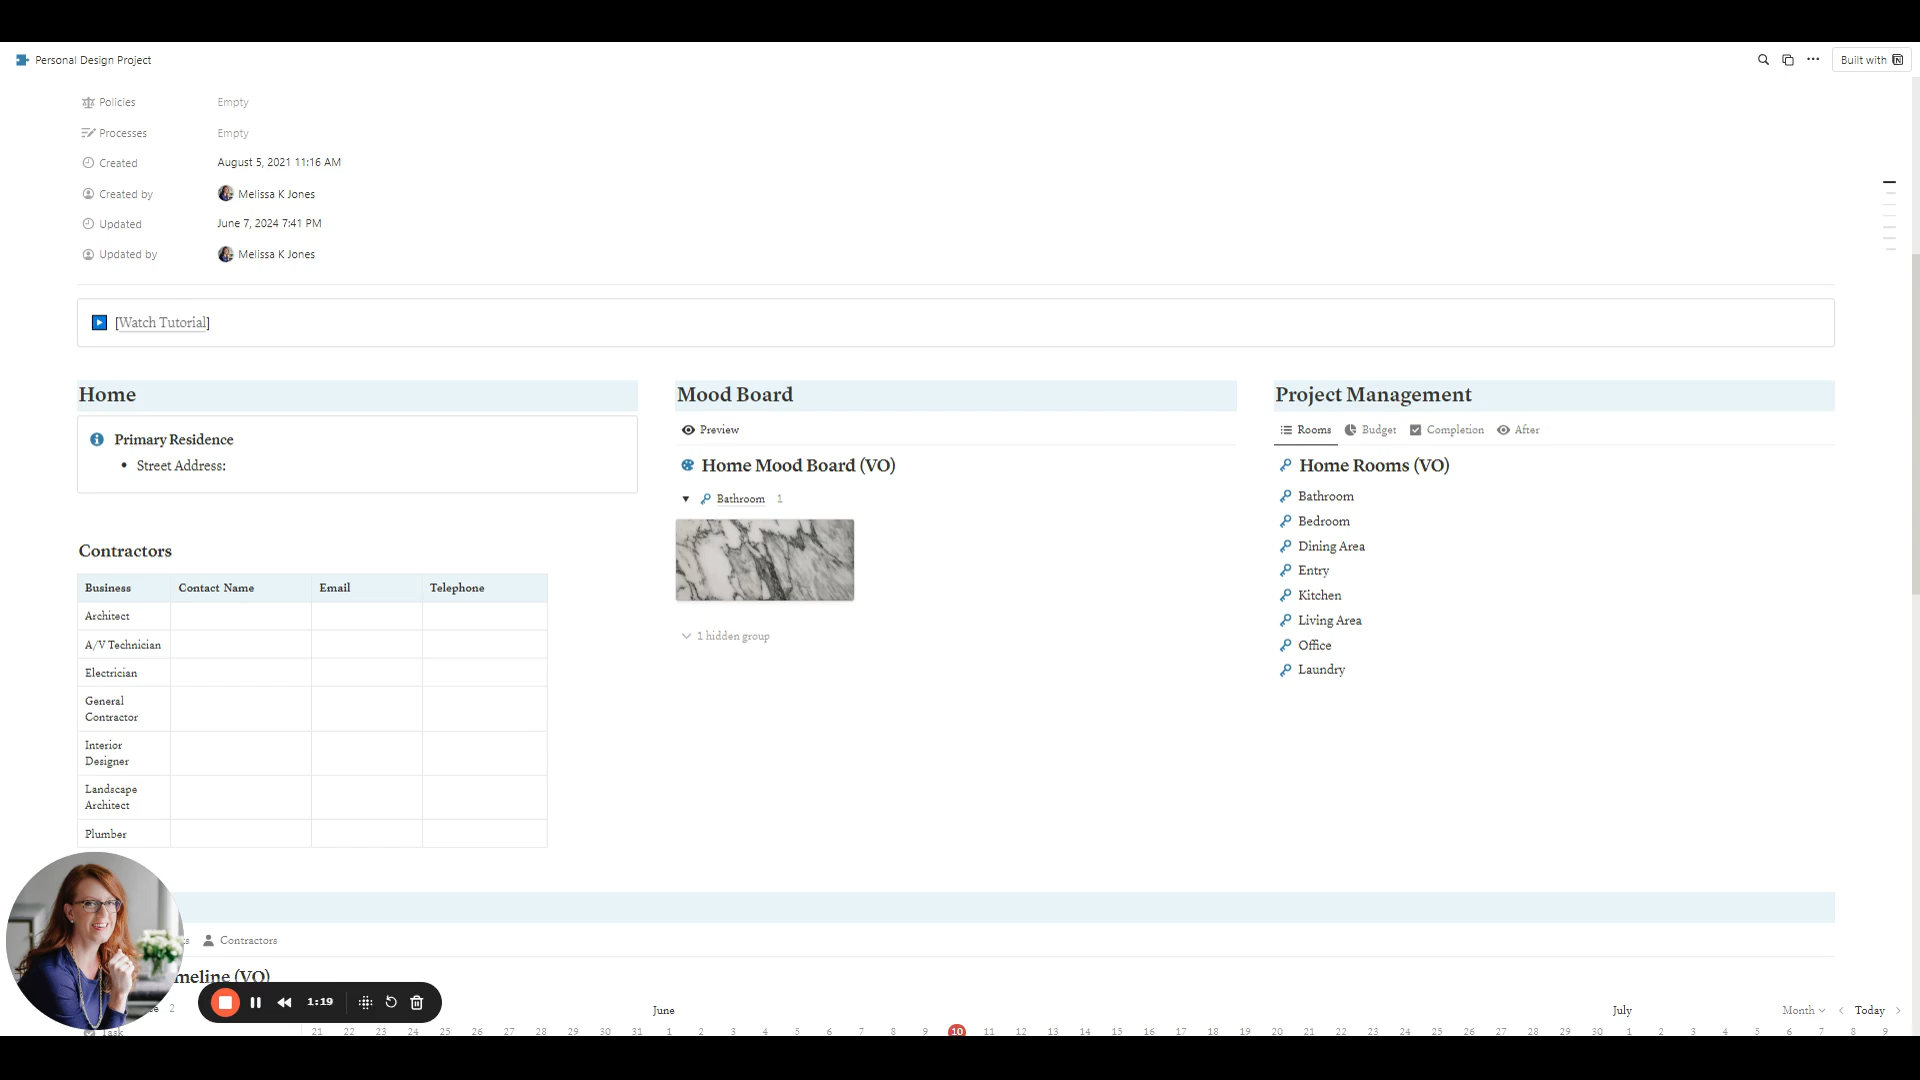 Personal Design Project
Built with
Policies Empty
Processes Empty
Created August 5, 2021 11:16 AM
Created by Melissa K Jones
Updated June 7, 2024 7:41 PM
Updated by Melissa K Jones
[Watch Tutorial]
Home
Primary Residence
• Street Address:
Contractors
Business Contact Name Email Telephone
Architect
A/V Technician
Electrician
General
Contractor
Interior
Designer
Landscape
Architect
Plumber
Mood Board
Preview
Home Mood Board (VO)
Bathroom 1
1 hidden group
Project Management
Rooms Budget Completion After
Home Rooms (VO)
Bathroom
Bedroom
Dining Area
Entry
Kitchen
Living Area
Office
Laundry
Contractors
meline (VO)
2
1:19
June July Month Today
Task 21 22 23 24 25 26 27 28 29 30 31 1 2 3 4 5 6 7 8 9 10 11 12 13 14 15 16 17 18 19 20 21 22 23 24 25 26 27 28 29 30 1 2 3 4 5 6 7 8 9